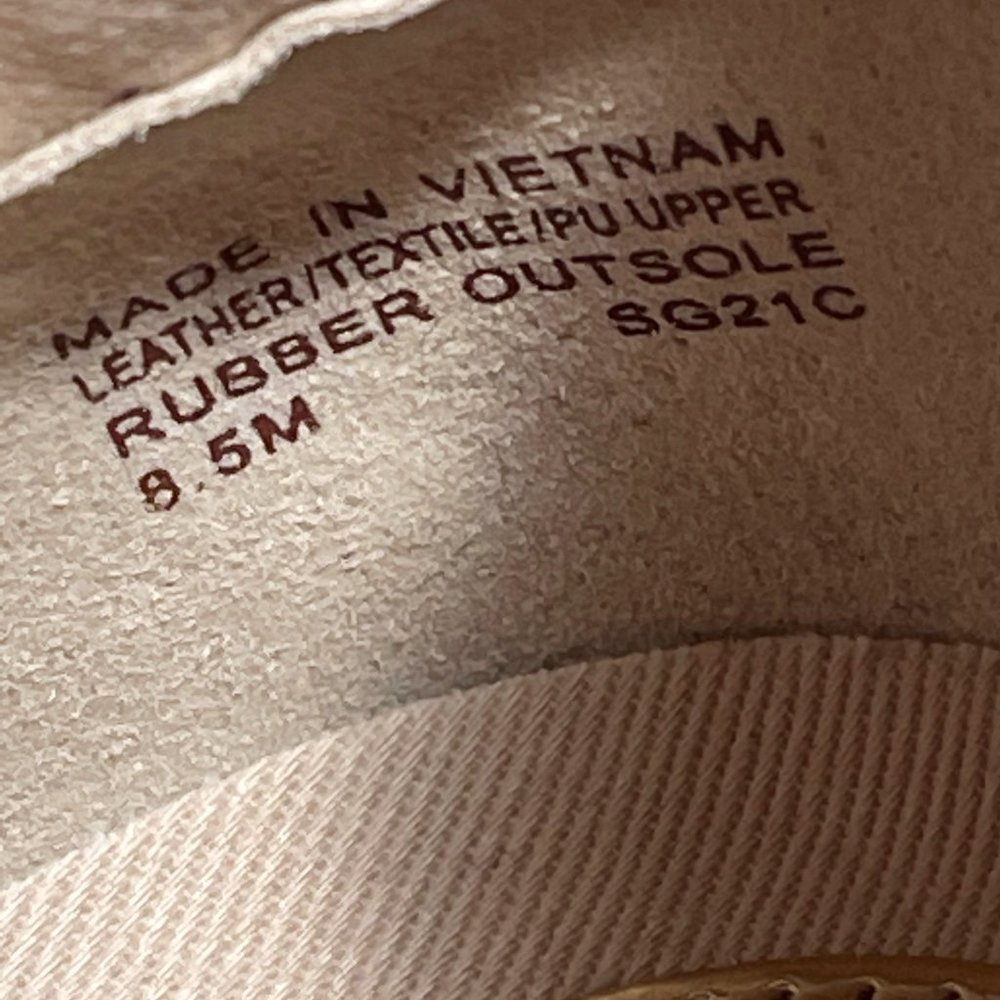 MADE IN VIETNAM
LEATHER/TEXTILE/PU UPPER
RUBBER OUTSOLE
8.5M SG21C